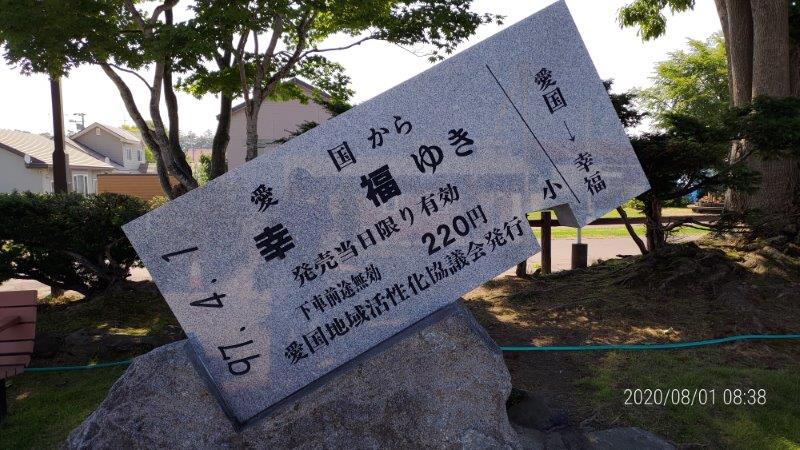 愛国から
幸福ゆき
発売当日限り有効
下車前途無効
220円
愛国地域活性化協議会発行
小
愛国→幸福
-7.-4.-1
2020/08/01 08:38